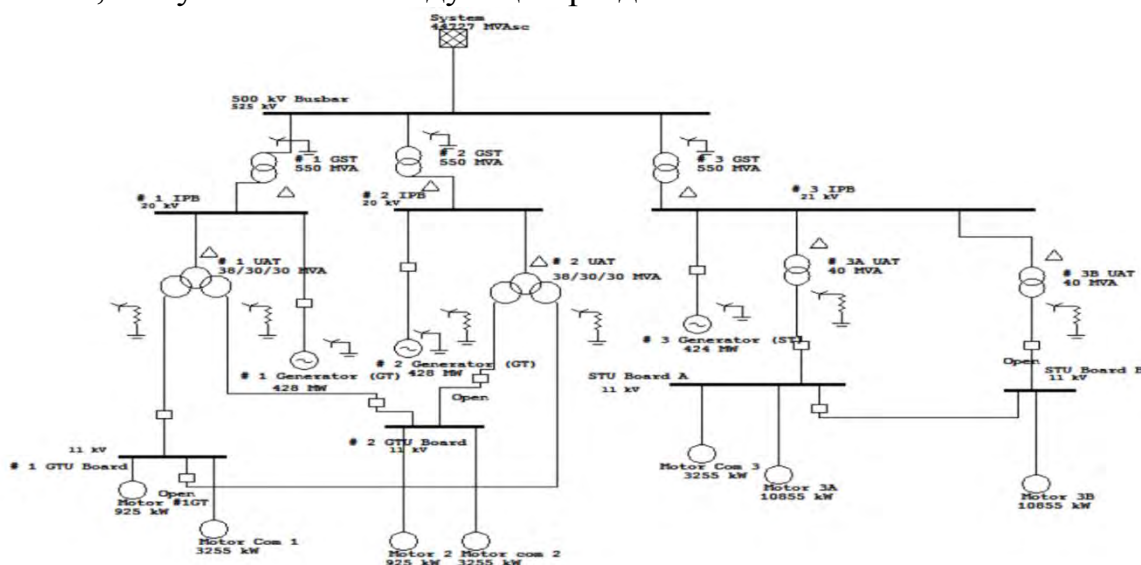 System
44227 MVAsc
500 kV Busbar
525 kV
# 1 GST
550 MVA
# 2 GST
550 MVA
# 3 GST
550 MVA
# 1 IPB
20 kV
# 2 IPB
20 kV
# 3 IPB
21 kV
# 1 UAT
38/30/30 MVA
# 2 UAT
38/30/30 MVA
# 3A UAT
40 MVA
# 3B UAT
40 MVA
# 1 Generator (GT)
428 MW
# 2 Generator (GT)
428 MW
# 3 Generator (ST)
424 MW
Open
STU Board A
11 kV
STU Board B
11 kV
Open
# 2 GTU Board
11 kV
11 kV
# 1 GTU Board
Open
Motor #1GT
925 kW
Motor Com 1
3255 kW
Motor 2
925 kW
Motor com 2
3255 kW
Motor Com 3
3255 kW
Motor 3A
10855 kW
Motor 3B
10855 kW